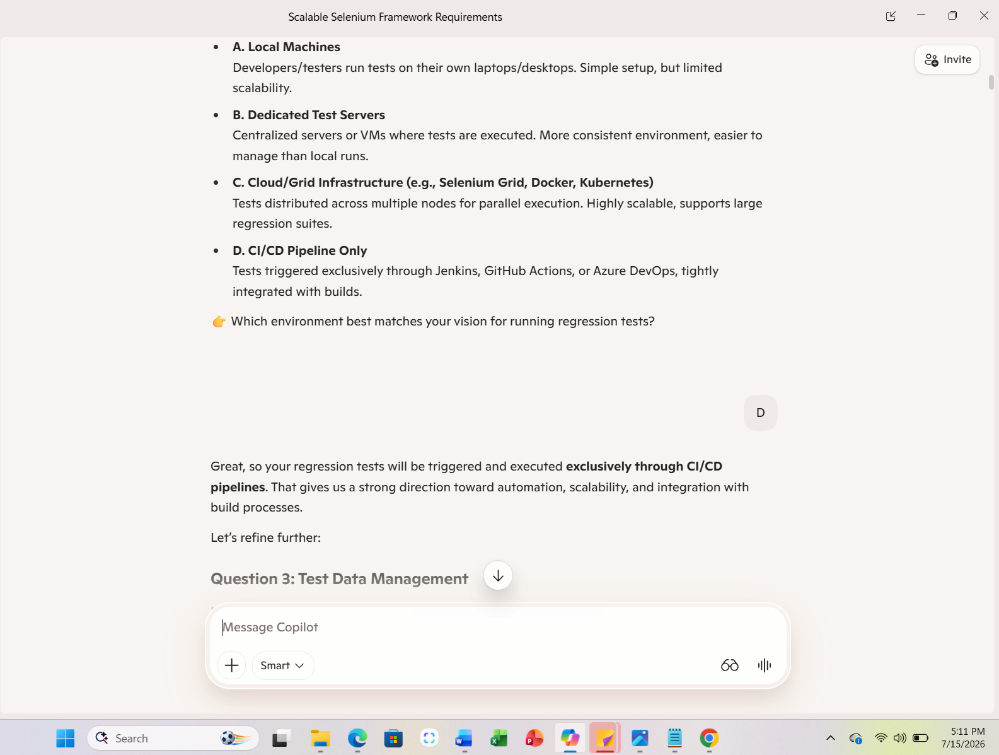 Scalable Selenium Framework Requirements
Invite
A. Local Machines
Developers/testers run tests on their own laptops/desktops. Simple setup, but limited
scalability.
B. Dedicated Test Servers
Centralized servers or VMs where tests are executed. More consistent environment, easier to
manage than local runs.
C. Cloud/Grid Infrastructure (e.g., Selenium Grid, Docker, Kubernetes)
Tests distributed across multiple nodes for parallel execution. Highly scalable, supports large
regression suites.
D. CI/CD Pipeline Only
Tests triggered exclusively through Jenkins, GitHub Actions, or Azure DevOps, tightly
integrated with builds.
👉 Which environment best matches your vision for running regression tests?
D
Great, so your regression tests will be triggered and executed exclusively through CI/CD
pipelines. That gives us a strong direction toward automation, scalability, and integration with
build processes.
Let’s refine further:
Question 3: Test Data Management
Message Copilot
Smart
Search
5:11 PM
7/15/2026